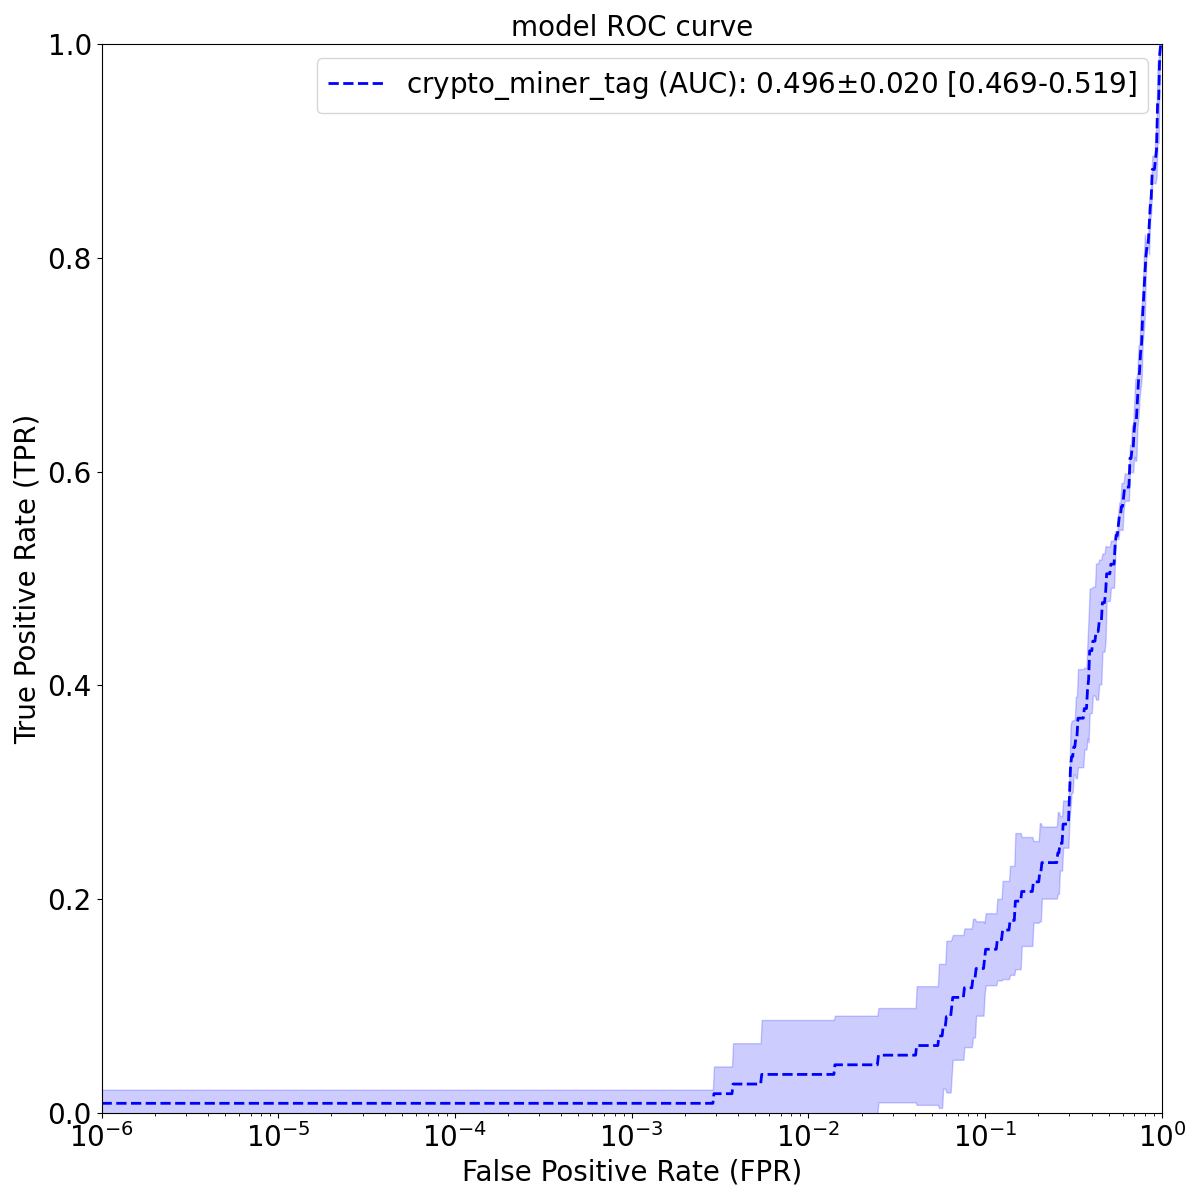 model ROC curve
crypto_miner_tag (AUC): 0.496±0.020 [0.469-0.519]
1.0
0.8
0.6
0.4
0.2
0.0
True Positive Rate (TPR)
10⁻⁶ 10⁻⁵ 10⁻⁴ 10⁻³ 10⁻² 10⁻¹ 10⁰
False Positive Rate (FPR)